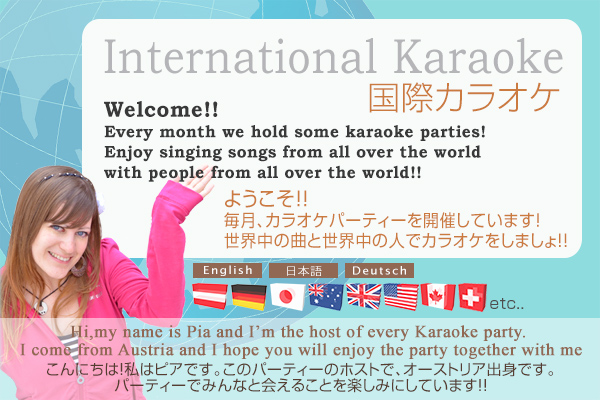 International Karaoke
国際カラオケ
Welcome!!
Every month we hold some karaoke parties!
Enjoy singing songs from all over the world
with people from all over the world!!
ようこそ!!
毎月、カラオケパーティーを開催しています!
世界中の曲と世界中の人でカラオケをしましょ!!
English 日本語 Deutsch
etc..
Hi,my name is Pia and I'm the host of every Karaoke party.
I come from Austria and I hope you will enjoy the party together with me
こんにちは!私はピアです。このパーティーのホストで、オーストリア出身です。
パーティーでみんなと会えることを楽しみにしています!!